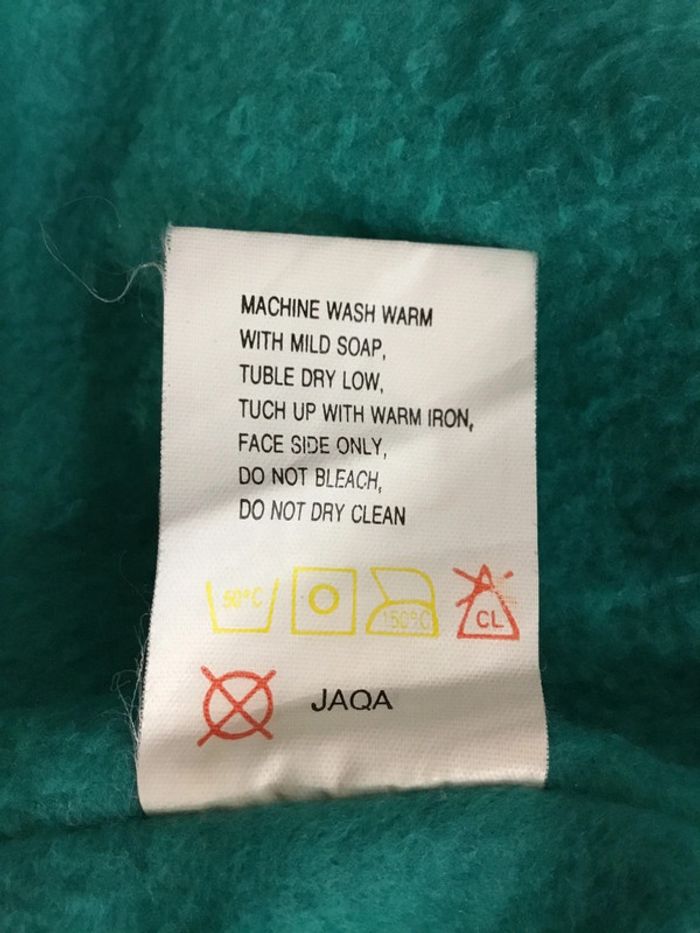 MACHINE WASH WARM
WITH MILD SOAP,
TUBLE DRY LOW,
TUCH UP WITH WARM IRON,
FACE SIDE ONLY,
DO NOT BLEACH,
DO NOT DRY CLEAN
50°C 150°C CL
JAQA